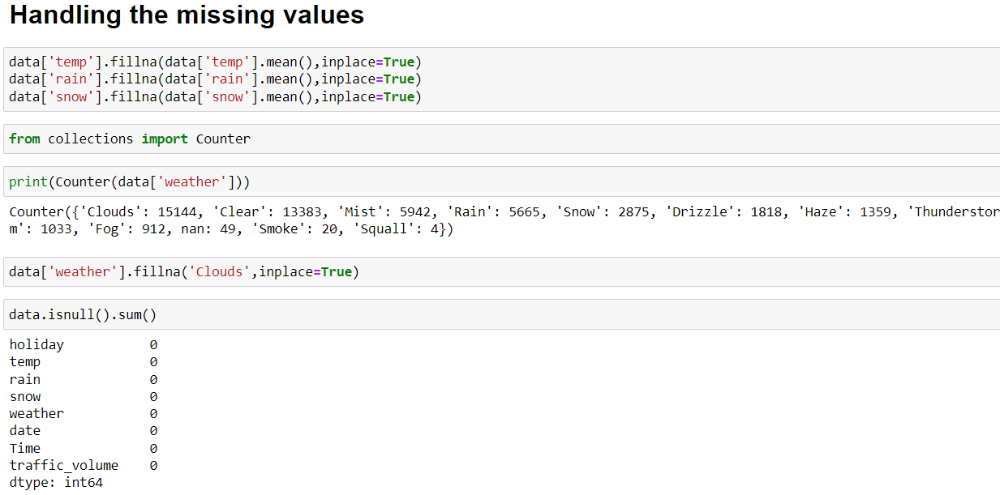 Handling the missing values
data['temp'].fillna(data['temp'].mean(),inplace=True)
data['rain'].fillna(data['rain'].mean(),inplace=True)
data['snow'].fillna(data['snow'].mean(),inplace=True)
from collections import Counter
print(Counter(data['weather']))
Counter({'Clouds': 15144, 'Clear': 13383, 'Mist': 5942, 'Rain': 5665, 'Snow': 2875, 'Drizzle': 1818, 'Haze': 1359, 'Thunderstor
m': 1033, 'Fog': 912, nan: 49, 'Smoke': 20, 'Squall': 4})
data['weather'].fillna('Clouds',inplace=True)
data.isnull().sum()
holiday 0
temp 0
rain 0
snow 0
weather 0
date 0
Time 0
traffic_volume 0
dtype: int64